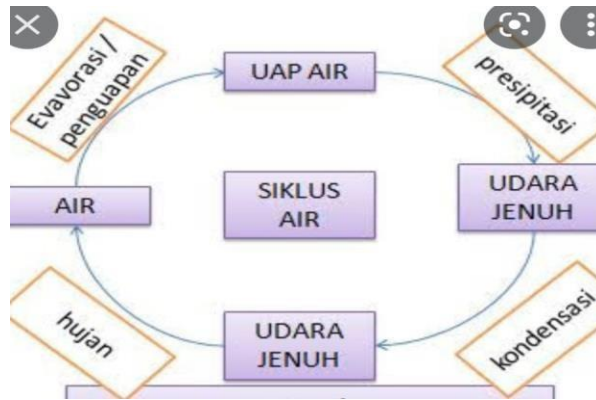 Evavorasi /
penguapan
UAP AIR
presipitasi
AIR
SIKLUS
AIR
UDARA
JENUH
hujan
UDARA
JENUH
kondensasi